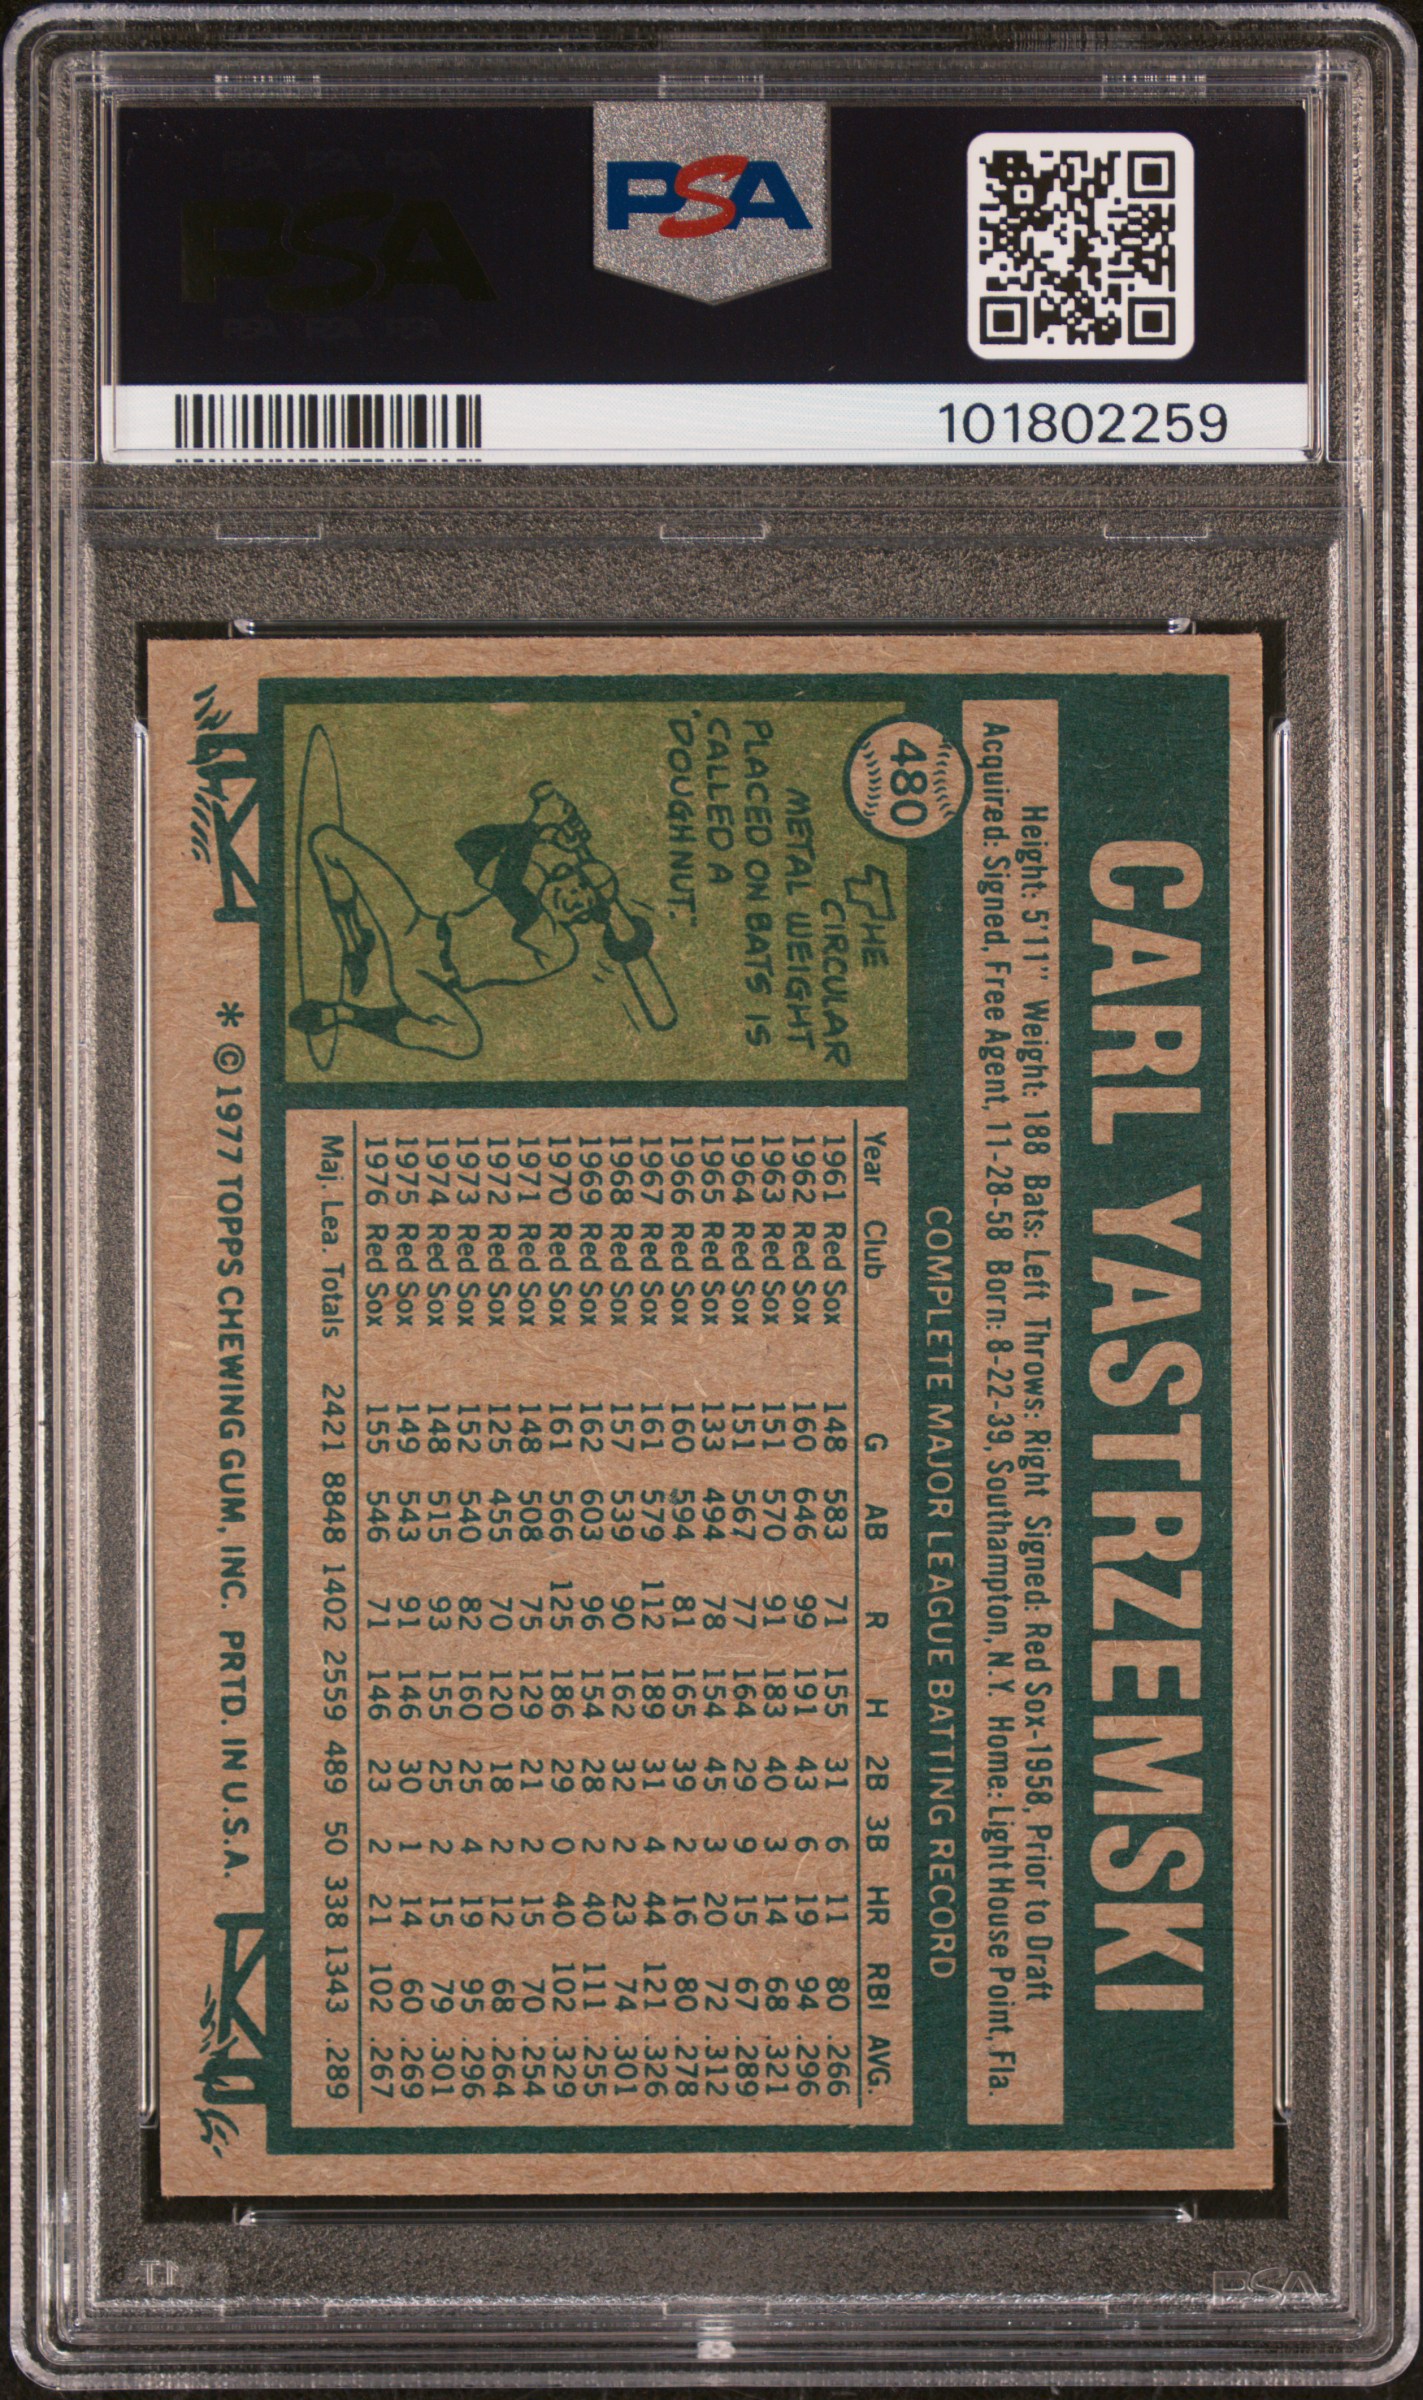 PSA
PSA
PSA PSA PSA
PSA
PSA PSA PSA
101802259
CARL YASTRZEMSKI
Height: 5'11" Weight: 188 Bats: Left Throws: Right Signed: Red Sox-1958, Prior to Draft
Acquired: Signed, Free Agent, 11-28-58 Born: 8-22-39, Southampton, N.Y. Home: Light House Point, Fla.
480
THE
CIRCULAR
METAL WEIGHT
PLACED ON BATS IS
CALLED A
"DOUGHNUT."
COMPLETE MAJOR LEAGUE BATTING RECORD
Year Club G AB R H 2B 3B HR RBI AVG.
1961 Red Sox 148 583 71 155 31 6 11 80 .266
1962 Red Sox 160 646 99 191 43 6 19 94 .296
1963 Red Sox 151 570 91 183 40 3 14 68 .321
1964 Red Sox 151 567 77 164 29 9 15 67 .289
1965 Red Sox 133 494 78 154 45 3 20 72 .312
1966 Red Sox 160 594 81 165 39 2 16 80 .278
1967 Red Sox 161 579 112 189 31 4 44 121 .326
1968 Red Sox 157 539 90 162 32 2 23 74 .301
1969 Red Sox 162 603 96 154 28 2 40 111 .255
1970 Red Sox 161 566 125 186 29 0 40 102 .329
1971 Red Sox 148 508 75 129 21 2 15 70 .254
1972 Red Sox 125 455 70 120 18 2 12 68 .264
1973 Red Sox 152 540 82 160 25 4 19 95 .296
1974 Red Sox 148 515 93 155 25 2 15 79 .301
1975 Red Sox 149 543 91 146 30 1 14 60 .269
1976 Red Sox 155 546 71 146 23 2 21 102 .267
Maj. Lea. Totals 2421 8848 1402 2559 489 50 338 1343 .289
* ©1977 TOPPS CHEWING GUM, INC. PRTD. IN U.S.A.
PSA